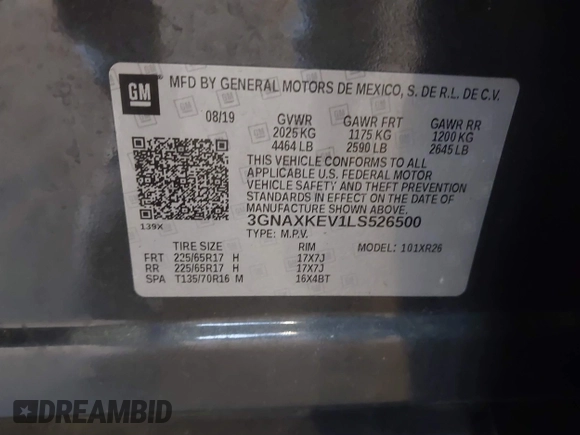 GM
MFD BY GENERAL MOTORS DE MEXICO, S. DE R.L. DE C.V.
08/19 GVWR GAWR FRT GAWR RR
2025 KG 1175 KG 1200 KG
4464 LB 2590 LB 2645 LB
THIS VEHICLE CONFORMS TO ALL
APPLICABLE U.S. FEDERAL MOTOR
VEHICLE SAFETY AND THEFT PREVENTION
STANDARDS IN EFFECT ON THE DATE OF
MANUFACTURE SHOWN ABOVE.
3GNAXKEV1LS526500
139X TYPE: M.P.V. MODEL: 101XR26
TIRE SIZE RIM
FRT 225/65R17 H 17X7J
RR 225/65R17 H 17X7J
SPA T135/70R16 M 16X4BT
DREAMBID